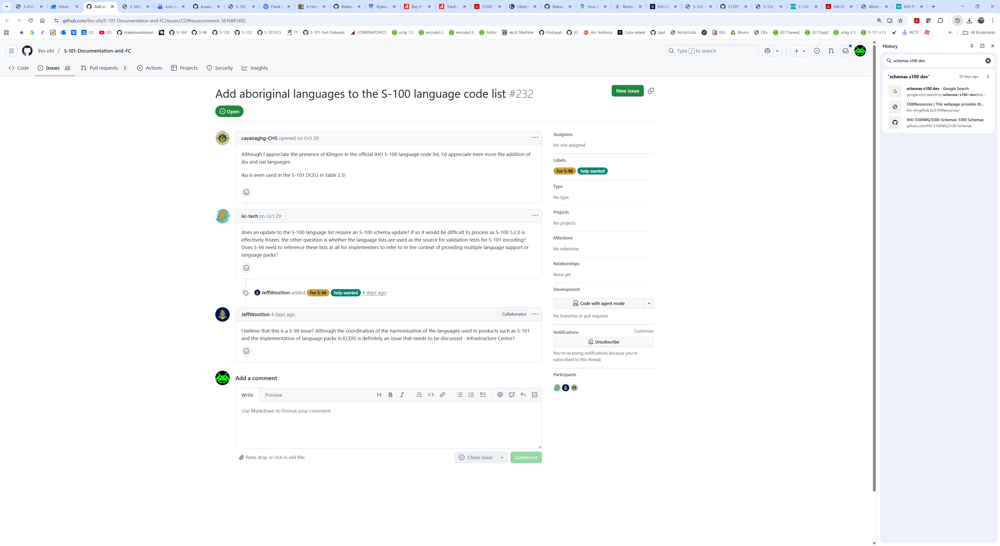 S-412
Inbox -
Add ab
S-100
Join co
kusala
S-100_
Frank L
A Histo
Release
Ryanai
Buy it
Track y
S130P
Lifestyl
Release
Your lo
Review
IHO Ge
S-124
S130P
S-124_
S-130
UN-IG
Wind a
IHO PO
github.com/iho-ohi/S-101-Documentation-and-FC/issues/232#issuecomment-3616881492
OC ISS makemeadataset S-164 S-98 S-128 S-122 S-101(FC) TT S-101-Test-Datasets cOMBINATORICS xchg 7.2 encode3.2 encode3.3 Editor xkcd: Machine Portrayal IIC Ars Technica Color wheel Upd ArcticGrids ISO Bhumi DEv 8211[www] 8211[api] xchg-2.5 S-131 v1.5 IRCTC » All Bookmarks
iho-ohi / S-101-Documentation-and-FC
Type / to search
Code Issues 22 Pull requests 1 Actions Projects Security Insights
Add aboriginal languages to the S-100 language code list #232
New issue
Open
cavanaghg-CHS opened on Oct 29
Although I appreciate the presence of Klingon in the official IHO S-100 language code list, I'd appreciate even more the addition of
iku and nai languages.
iku is even used in the S-101 DCEG in table 2.5!
iic-tech on Oct 29
does an update to the S-100 language list require an S-100 schema update? If so it would be difficult to process as S-100 5.2.0 is
effectively frozen. the other question is whether the language lists are used as the source for validation tests for S-101 encoding?
Does S-98 need to reference these lists at all for implementers to refer to in the context of providing multiple language support or
language packs?
JeffWootton added For S-98 help wanted 4 days ago
JeffWootton 4 days ago
Collaborator
I believe that this is a S-98 Issue? Although the coordination of the harmonisation of the languages used in products such as S-101
and the implementation of language packs in ECDIS is definitely an issue that needs to be discussed - Infrastructure Centre?
Add a comment
Write Preview
Use Markdown to format your comment
Paste, drop, or click to add files
Close issue
Comment
Assignees
No one assigned
Labels
For S-98 help wanted
Type
No type
Projects
No projects
Milestone
No milestone
Relationships
None yet
Development
Code with agent mode
No branches or pull requests
Notifications
Customize
Unsubscribe
You're receiving notifications because you're
subscribed to this thread.
Participants
History
schemas s100 dev
"schemas s100 dev"
20 days ago
schemas s100 dev - Google Search
google.com/search?q=schemas+s100+dev&rlz...
S100Resources | This webpage provides th...
iho-ohi.github.io/S100Resources/
IHO-S100WG/S100-Schemas: S100-Schemas
github.com/IHO-S100WG/S100-Schemas